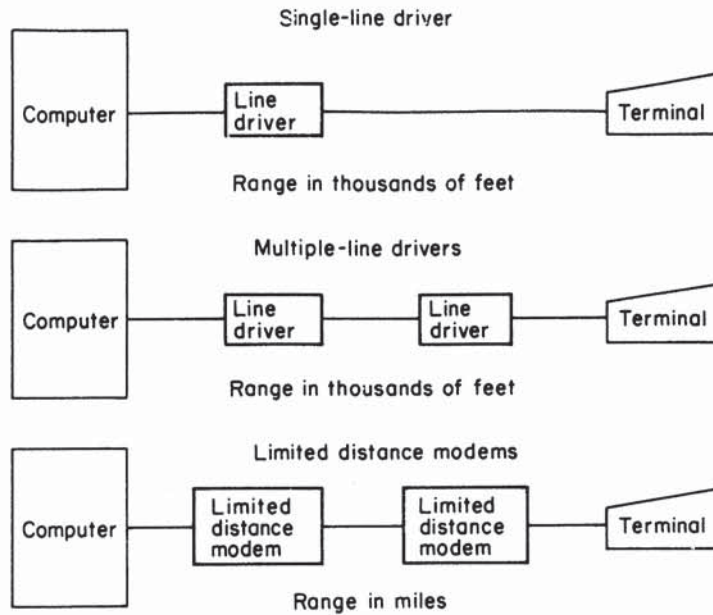 Single-line driver
Computer
Line
driver
Terminal
Range in thousands of feet
Multiple-line drivers
Computer
Line
driver
Line
driver
Terminal
Range in thousands of feet
Limited distance modems
Computer
Limited
distance
modem
Limited
distance
modem
Terminal
Range in miles